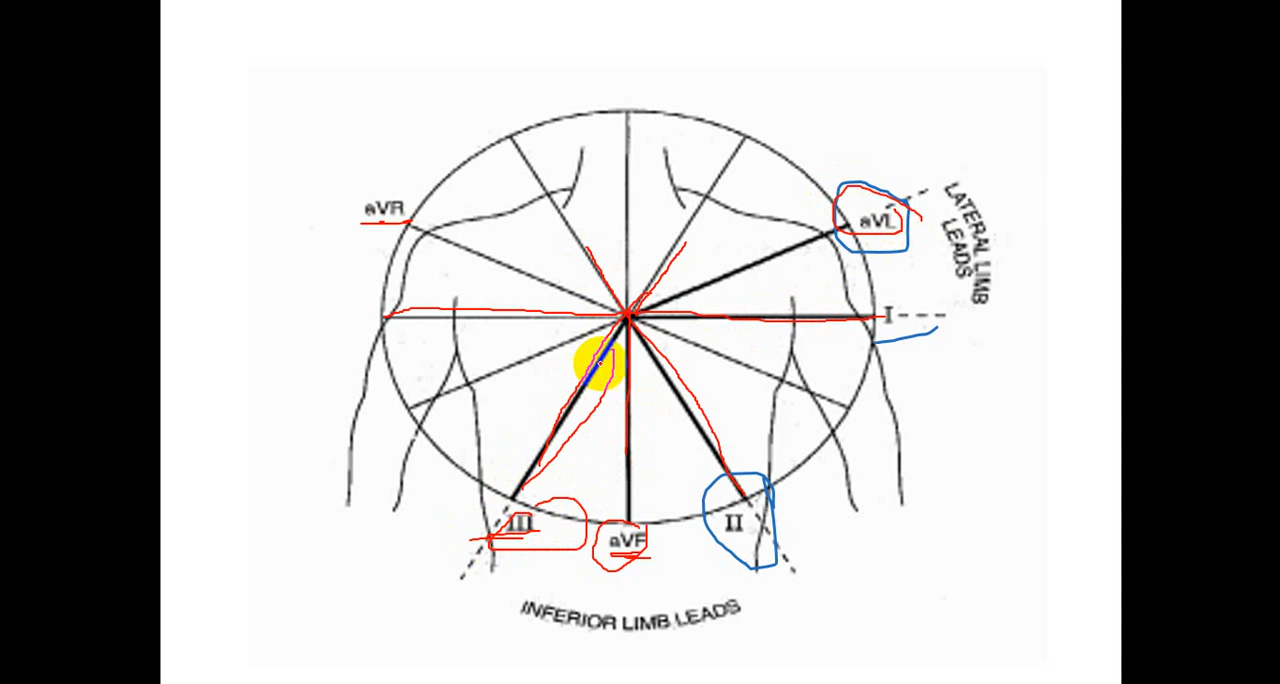 aVR
aVL
LATERAL LIMB
LEADS
I
III
aVF
II
INFERIOR LIMB LEADS